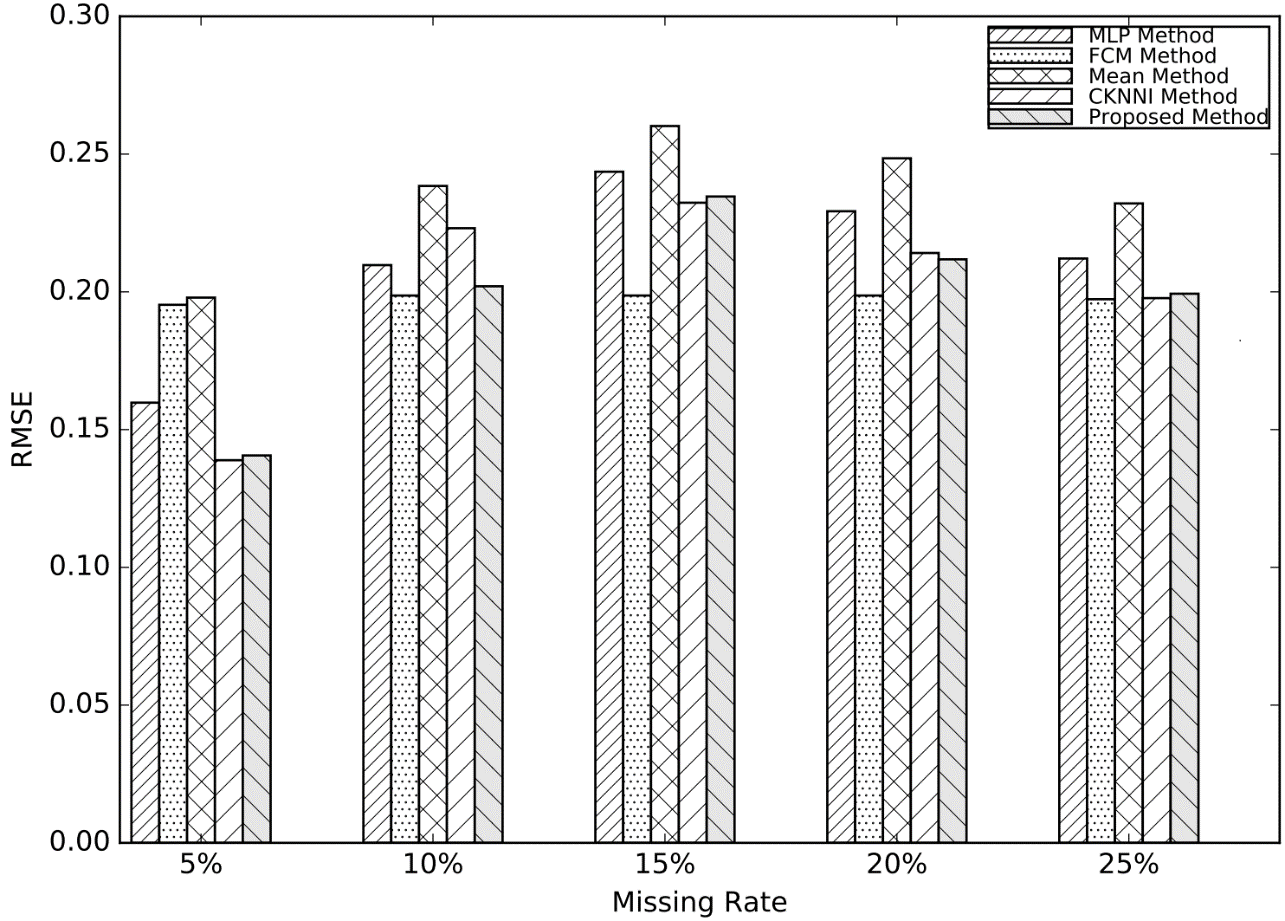 0.30
0.25
0.20
0.15
0.10
0.05
0.00
RMSE
MLP Method
FCM Method
Mean Method
CKNNI Method
Proposed Method
5% 10% 15% 20% 25%
Missing Rate